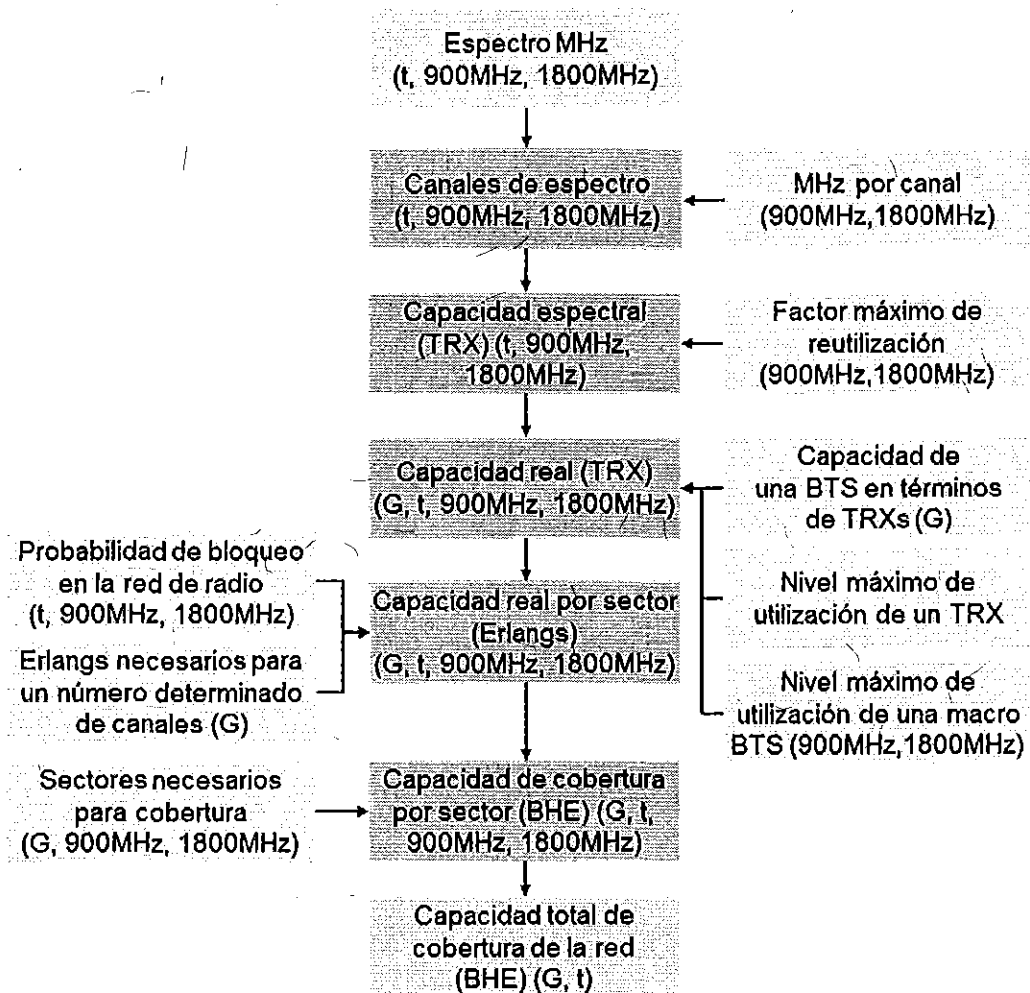 Espectro MHz
(t, 900MHz, 1800MHz)
Canales de espectro
(t, 900MHz, 1800MHz)
MHz por canal
(900MHz,1800MHz)
Capacidad espectral
(TRX) (t, 900MHz,
1800MHz)
Factor máximo de
reutilización
(900MHz,1800MHz)
Capacidad real (TRX)
(G, t, 900MHz, 1800MHz)
Capacidad de
una BTS en términos
de TRXs (G)
Nivel máximo de
utilización de un TRX
Nivel máximo de
utilización de una macro
BTS (900MHz,1800MHz)
Probabilidad de bloqueo
en la red de radio
(t, 900MHz, 1800MHz)
Erlangs necesarios para
un número determinado
de canales (G)
Capacidad real por sector
(Erlangs)
(G, t, 900MHz, 1800MHz)
Sectores necesarios
para cobertura
(G, 900MHz, 1800MHz)
Capacidad de cobertura
por sector (BHE) (G, t,
900MHz, 1800MHz)
Capacidad total de
cobertura de la red
(BHE) (G, t)